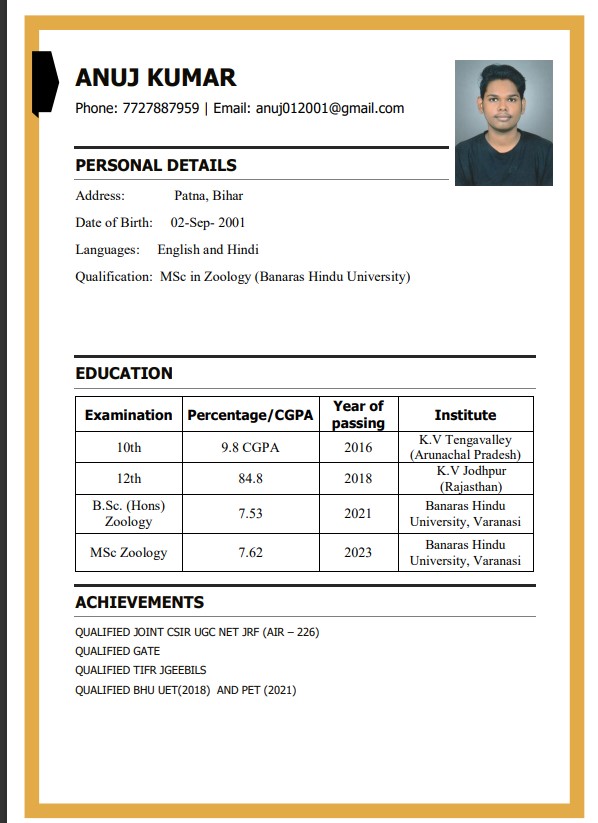 ANUJ KUMAR
Phone: 7727887959 | Email: anuj012001@gmail.com
PERSONAL DETAILS
Address: Patna, Bihar
Date of Birth: 02-Sep- 2001
Languages: English and Hindi
Qualification: MSc in Zoology (Banaras Hindu University)
EDUCATION
Examination Percentage/CGPA Year of passing Institute
10th 9.8 CGPA 2016 K.V Tengavalley (Arunachal Pradesh)
12th 84.8 2018 K.V Jodhpur (Rajasthan)
B.Sc. (Hons) Zoology 7.53 2021 Banaras Hindu University, Varanasi
MSc Zoology 7.62 2023 Banaras Hindu University, Varanasi
ACHIEVEMENTS
QUALIFIED JOINT CSIR UGC NET JRF (AIR – 226)
QUALIFIED GATE
QUALIFIED TIFR JGEEBILS
QUALIFIED BHU UET(2018) AND PET (2021)